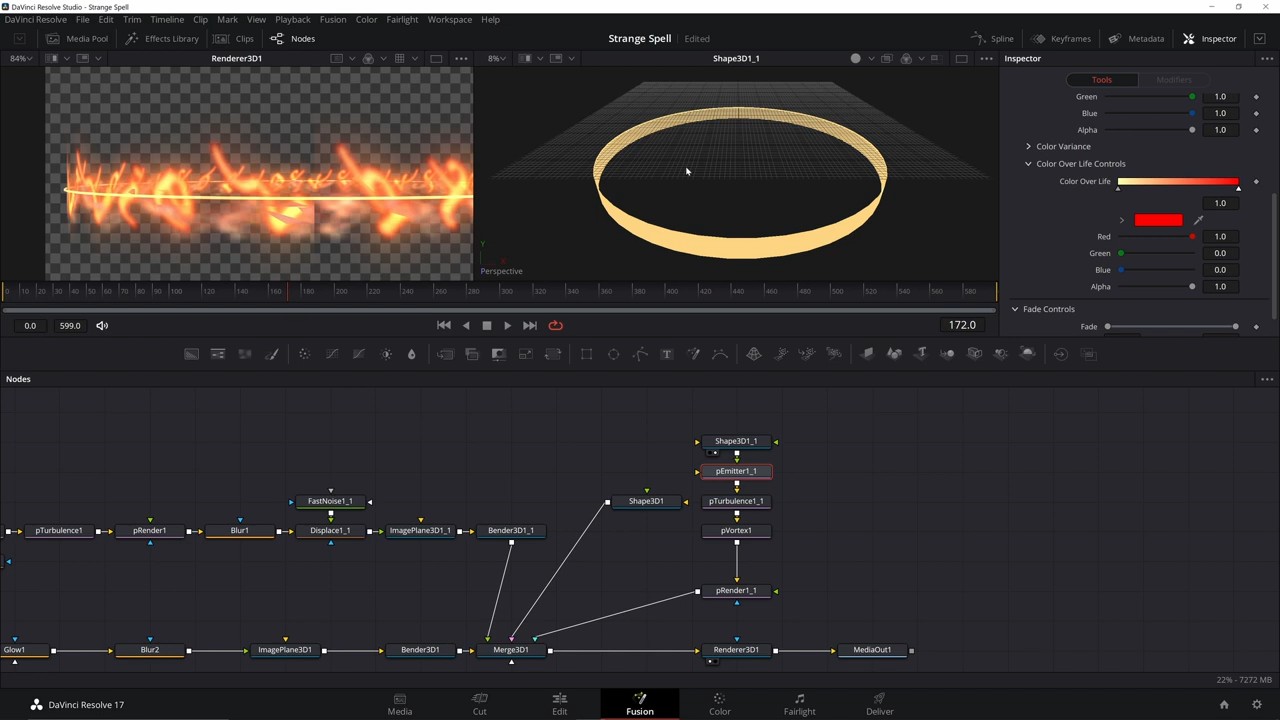 DaVinci Resolve Studio - Strange Spell
DaVinci Resolve File Edit Trim Timeline Clip Mark View Playback Fusion Color Fairlight Workspace Help
Media Pool Effects Library Clips Nodes Strange Spell Edited Spline Keyframes Metadata Inspector
84% Renderer3D1 8% Shape3D1_1 Inspector
Tools Modifiers
Green 1.0
Blue 1.0
Alpha 1.0
Color Variance
Color Over Life Controls
Color Over Life
1.0
Red 1.0
Green 0.0
Blue 0.0
Alpha 1.0
Fade Controls
Fade
Y
X
Perspective
0 10 20 30 40 50 60 70 80 90 100 120 140 160 180 200 220 240 260 280 300 320 340 360 380 400 420 440 460 480 500 520 540 560 580
0.0 599.0 172.0
Nodes
Shape3D1_1
pEmitter1_1
FastNoise1_1 Shape3D1 pTurbulence1_1
pTurbulence1 pRender1 Blur1 Displace1_1 ImagePlane3D1_1 Bender3D1_1 pVortex1
pRender1_1
Glow1 Blur2 ImagePlane3D1 Bender3D1 Merge3D1 Renderer3D1 MediaOut1
22% - 7272 MB
DaVinci Resolve 17 Media Cut Edit Fusion Color Fairlight Deliver